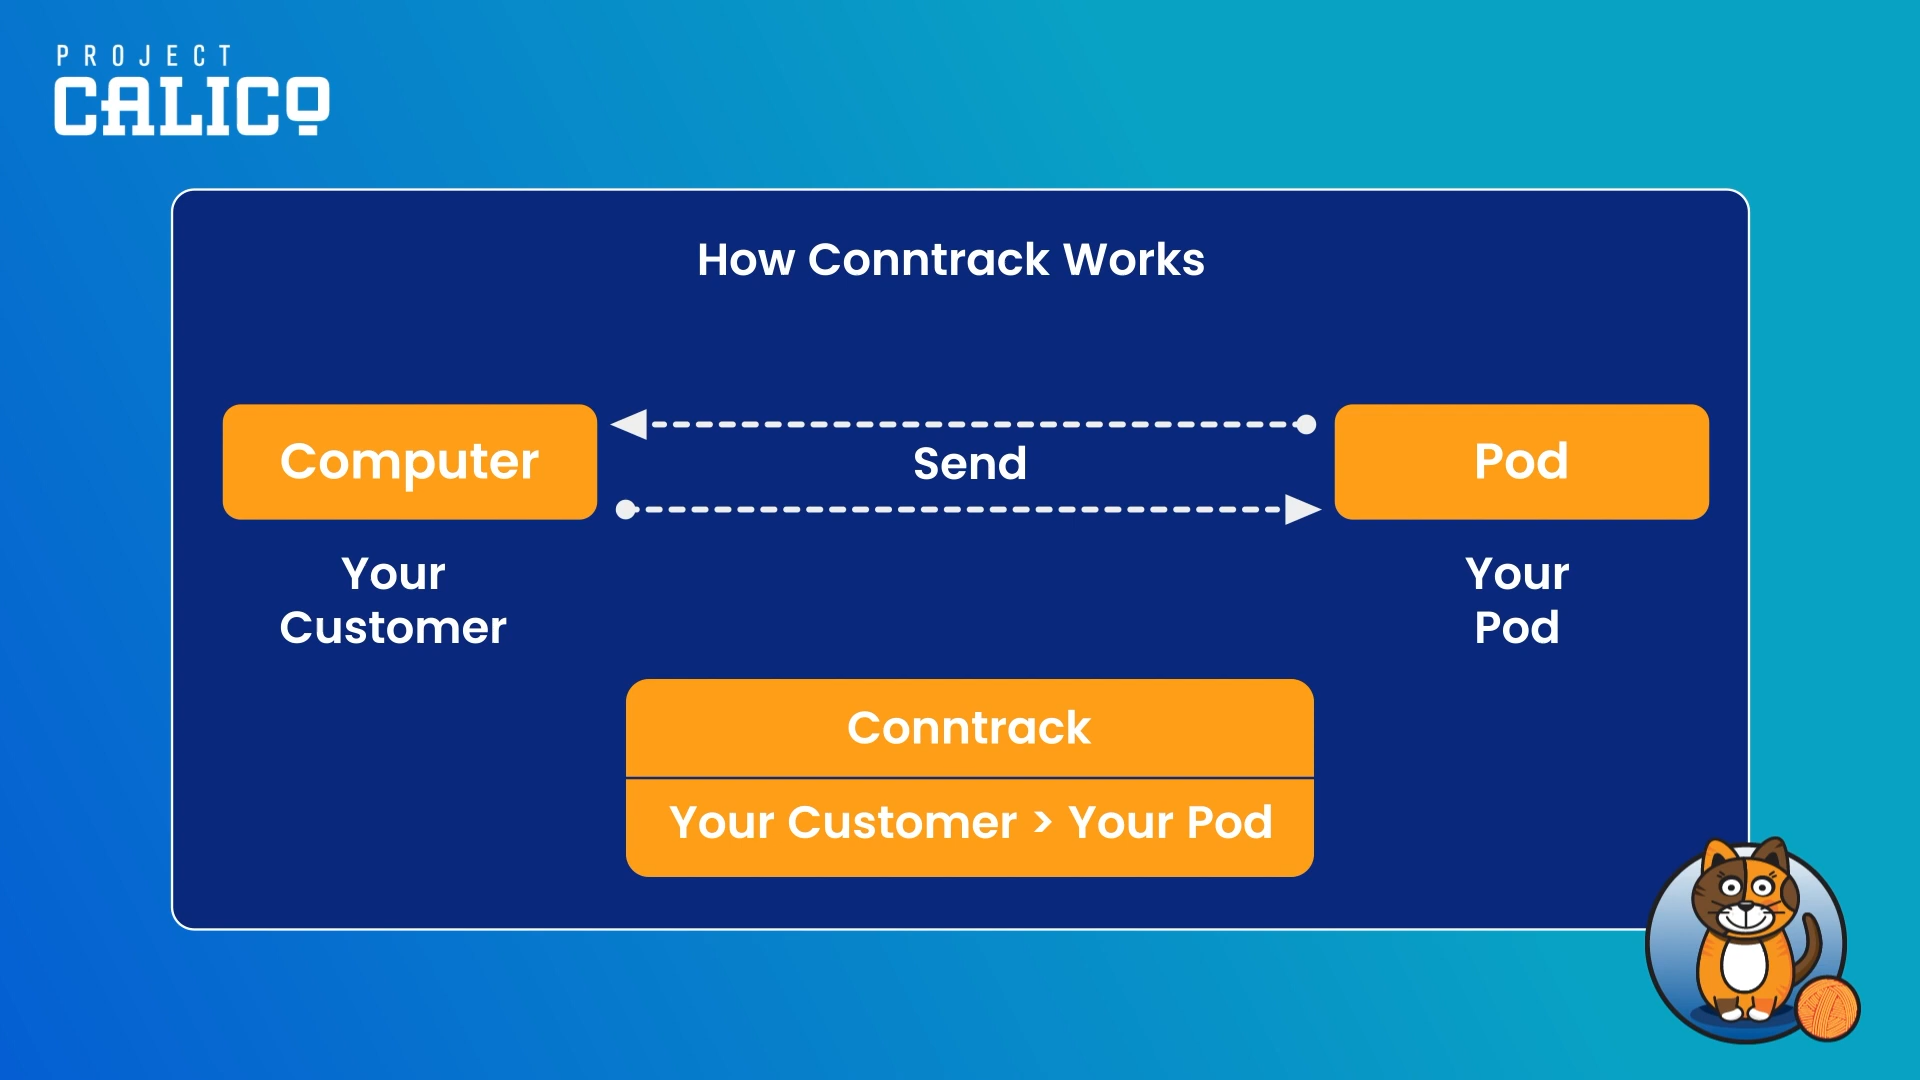 PROJECT
CALICO
How Conntrack Works
Computer
Send
Pod
Your
Customer
Your
Pod
Conntrack
Your Customer > Your Pod